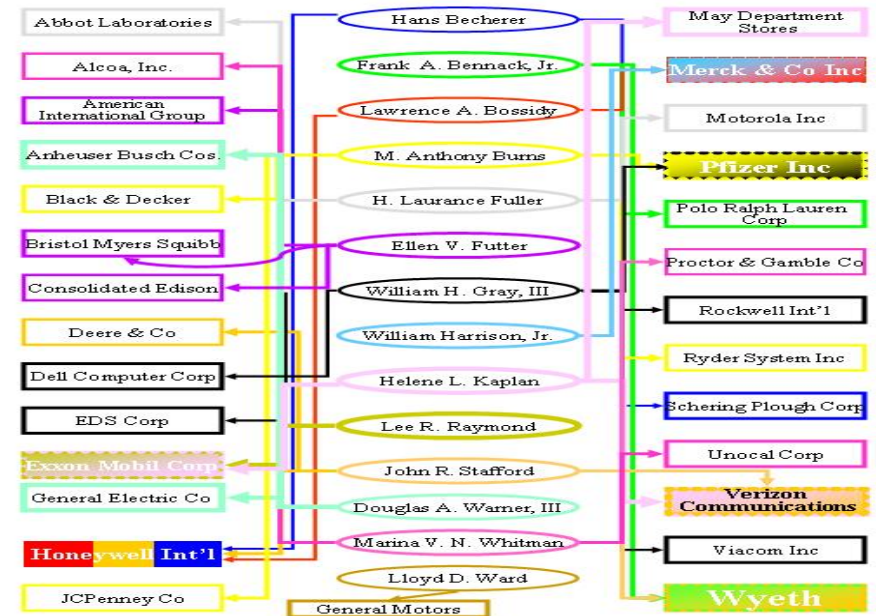 Abbot Laboratories
Alcoa, Inc.
American
International Group
Anheuser Busch Cos.
Black & Decker
Bristol Myers Squibb
Consolidated Edison
Deere & Co
Dell Computer Corp
EDS Corp
Exxon Mobil Corp
General Electric Co
Honeywell Int'l
JCPenney Co
Hans Becherer
Frank A. Bennack, Jr.
Lawrence A. Bossidy
M. Anthony Burns
H. Laurance Fuller
Ellen V. Futter
William H. Gray, III
William Harrison, Jr.
Helene L. Kaplan
Lee R. Raymond
John R. Stafford
Douglas A. Warner, III
Marina V. N. Whitman
Lloyd D. Ward
General Motors
May Department
Stores
Merck & Co Inc
Motorola Inc
Pfizer Inc
Polo Ralph Lauren
Corp
Proctor & Gamble Co
Rockwell Int'l
Ryder System Inc
Schering Plough Corp
Unocal Corp
Verizon
Communications
Viacom Inc
Wyeth